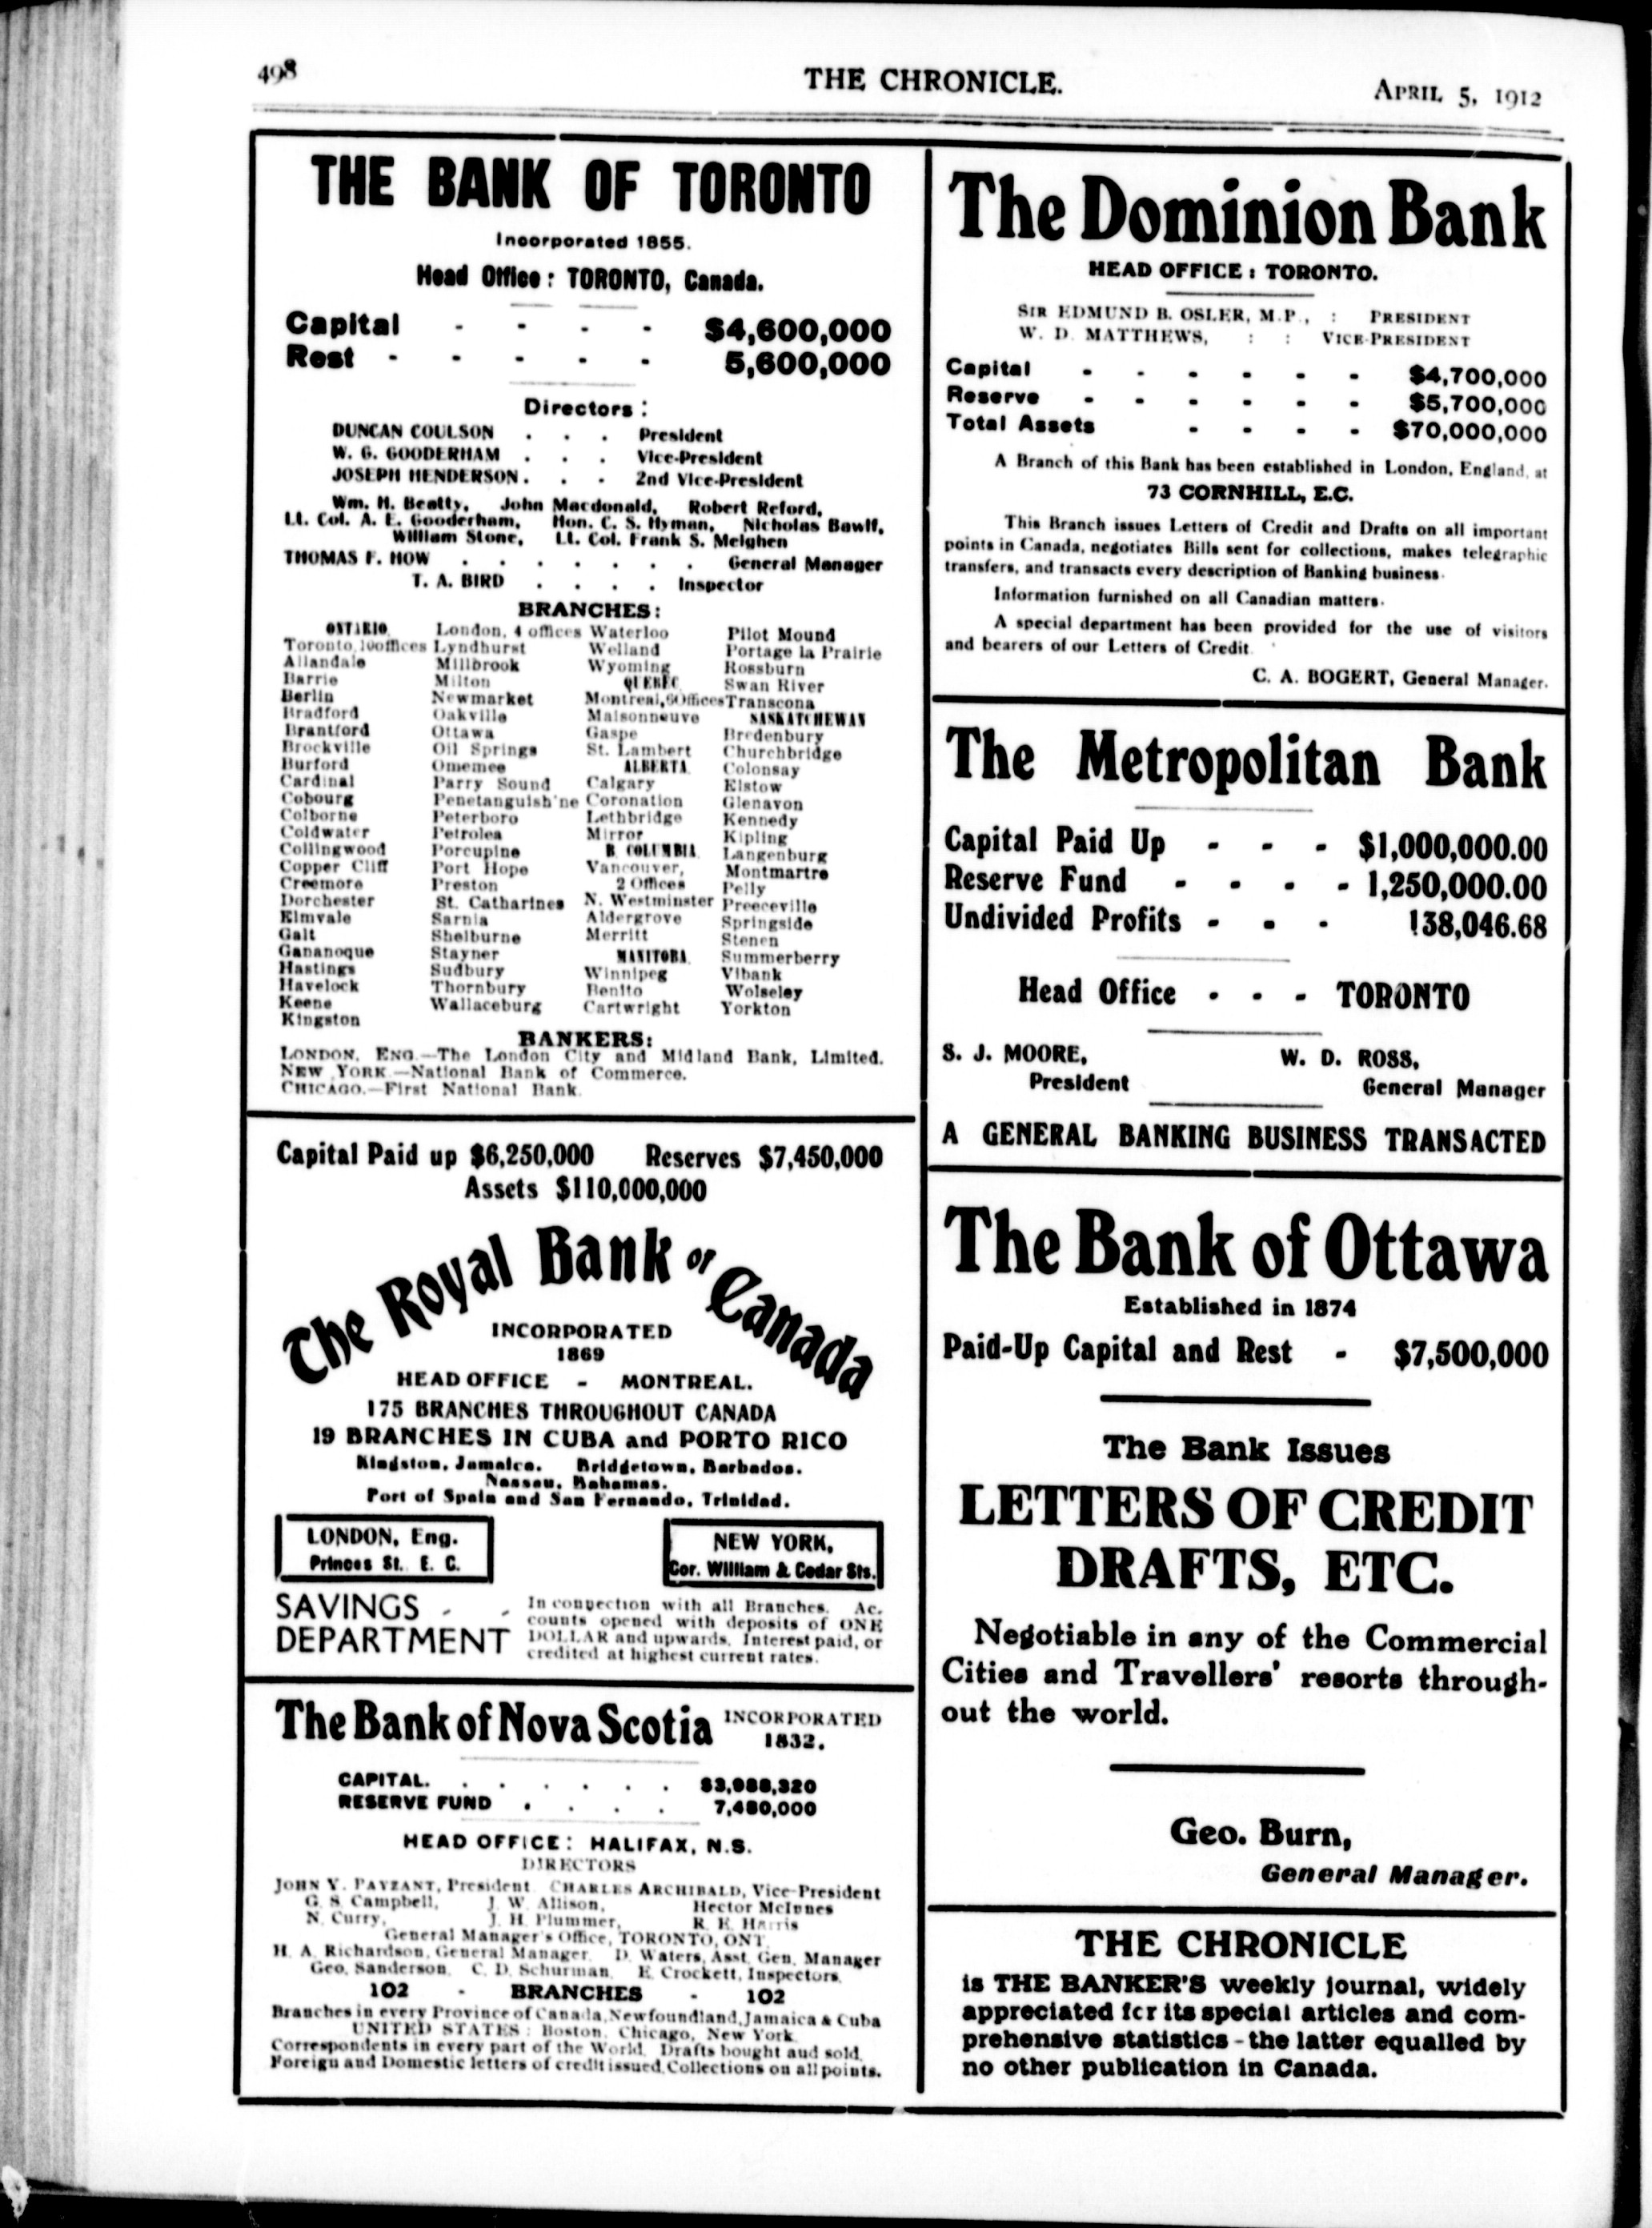 498
THE CHRONICLE.
APRIL 5, 1912
THE BANK OF TORONTO
Incorporated 1855.
Head Office: TORONTO, Canada.
Capital - - - - $4,600,000
Rest - - - - - 5,600,000
Directors:
DUNCAN COULSON . . . President
W. G. GOODERHAM . . . Vice-President
JOSEPH HENDERSON . . . 2nd Vice-President
Wm. H. Beatty, John Macdonald, Robert Reford,
Lt. Col. A. E. Gooderham, Hon. C. S. Hyman, Nicholas Bawlf,
William Stone, Lt. Col. Frank S. Meighen
THOMAS F. HOW . . . . . . . General Manager
T. A. BIRD . . . . Inspector
BRANCHES:
ONTARIO
Toronto, 10 offices
Allandale
Barrie
Berlin
Bradford
Brantford
Brockville
Burford
Cardinal
Cobourg
Colborne
Coldwater
Collingwood
Copper Cliff
Creemore
Dorchester
Elmvale
Galt
Gananoque
Hastings
Havelock
Keene
Kingston
London, 4 offices
Lyndhurst
Millbrook
Milton
Newmarket
Oakville
Ottawa
Oil Springs
Omemee
Parry Sound
Penetanguish'ne
Peterboro
Petrolea
Porcupine
Port Hope
Preston
St. Catharines
Sarnia
Shelburne
Stayner
Sudbury
Thornbury
Wallaceburg
Waterloo
Welland
Wyoming
QUEBEC
Montreal, 5 Offices
Maisonneuve
Gaspe
St. Lambert
ALBERTA
Calgary
Coronation
Lethbridge
Mirror
B. COLUMBIA
Vancouver,
2 Offices
N. Westminster
Aldergrove
Merritt
MANITOBA
Winnipeg
Benito
Cartwright
Pilot Mound
Portage la Prairie
Rossburn
Swan River
Transcona
SASKATCHEWAN
Bredenbury
Churchbridge
Colonsay
Elstow
Glenavon
Kennedy
Kipling
Langenburg
Montmartre
Pelly
Preeceville
Springside
Stenen
Summerberry
Vibank
Wolseley
Yorkton
BANKERS:
LONDON, ENG.—The London City and Midland Bank, Limited.
NEW YORK.—National Bank of Commerce.
CHICAGO.—First National Bank.
Capital Paid up $6,250,000 Reserves $7,450,000
Assets $110,000,000
The Royal Bank of Canada
INCORPORATED
1869
HEAD OFFICE - MONTREAL.
175 BRANCHES THROUGHOUT CANADA
19 BRANCHES IN CUBA and PORTO RICO
Kingston, Jamaica. Bridgetown, Barbados.
Nassau, Bahamas.
Port of Spain and San Fernando, Trinidad.
LONDON, Eng.
Princes St. E. C.
NEW YORK,
Cor. William & Cedar Sts.
SAVINGS - -
DEPARTMENT
In connection with all Branches. Ac-
counts opened with deposits of ONE
DOLLAR and upwards. Interest paid, or
credited at highest current rates.
The Bank of Nova Scotia INCORPORATED
1832.
CAPITAL. . . . . . . $3,988,320
RESERVE FUND . . . . 7,480,000
HEAD OFFICE: HALIFAX, N.S.
DIRECTORS
JOHN Y. PAYZANT, President. CHARLES ARCHIBALD, Vice-President
G. S. Campbell, J. W. Allison, Hector McInnes
N. Curry, J. H. Plummer, R. E. Harris
General Manager's Office, TORONTO, ONT.
H. A. Richardson, General Manager. D. Waters, Asst. Gen. Manager
Geo. Sanderson, C. D. Schurman, E. Crockett, Inspectors.
102 - BRANCHES - 102
Branches in every Province of Canada, Newfoundland, Jamaica & Cuba
UNITED STATES: Boston, Chicago, New York.
Correspondents in every part of the World. Drafts bought and sold.
Foreign and Domestic letters of credit issued. Collections on all points.
The Dominion Bank
HEAD OFFICE: TORONTO.
SIR EDMUND B. OSLER, M.P., : PRESIDENT
W. D. MATTHEWS, : : VICE-PRESIDENT
Capital - - - - - - $4,700,000
Reserve - - - - - - $5,700,000
Total Assets - - - - $70,000,000
A Branch of this Bank has been established in London, England, at
73 CORNHILL, E.C.
This Branch issues Letters of Credit and Drafts on all important
points in Canada, negotiates Bills sent for collections, makes telegraphic
transfers, and transacts every description of Banking business.
Information furnished on all Canadian matters.
A special department has been provided for the use of visitors
and bearers of our Letters of Credit.
C. A. BOGERT, General Manager.
The Metropolitan Bank
Capital Paid Up - - - $1,000,000.00
Reserve Fund - - - - 1,250,000.00
Undivided Profits - - - 138,046.68
Head Office - - - TORONTO
S. J. MOORE, W. D. ROSS,
President General Manager
A GENERAL BANKING BUSINESS TRANSACTED
The Bank of Ottawa
Established in 1874
Paid-Up Capital and Rest - $7,500,000
The Bank Issues
LETTERS OF CREDIT
DRAFTS, ETC.
Negotiable in any of the Commercial
Cities and Travellers' resorts through-
out the world.
Geo. Burn,
General Manager.
THE CHRONICLE
is THE BANKER'S weekly journal, widely
appreciated for its special articles and com-
prehensive statistics - the latter equalled by
no other publication in Canada.